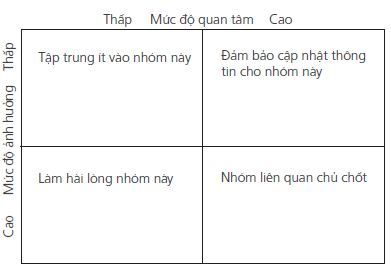 Thấp Mức độ quan tâm Cao
Thấp
Mức độ ảnh hưởng
Cao
Tập trung ít vào nhóm này
Đảm bảo cập nhật thông
tin cho nhóm này
Làm hài lòng nhóm này
Nhóm liên quan chủ chốt